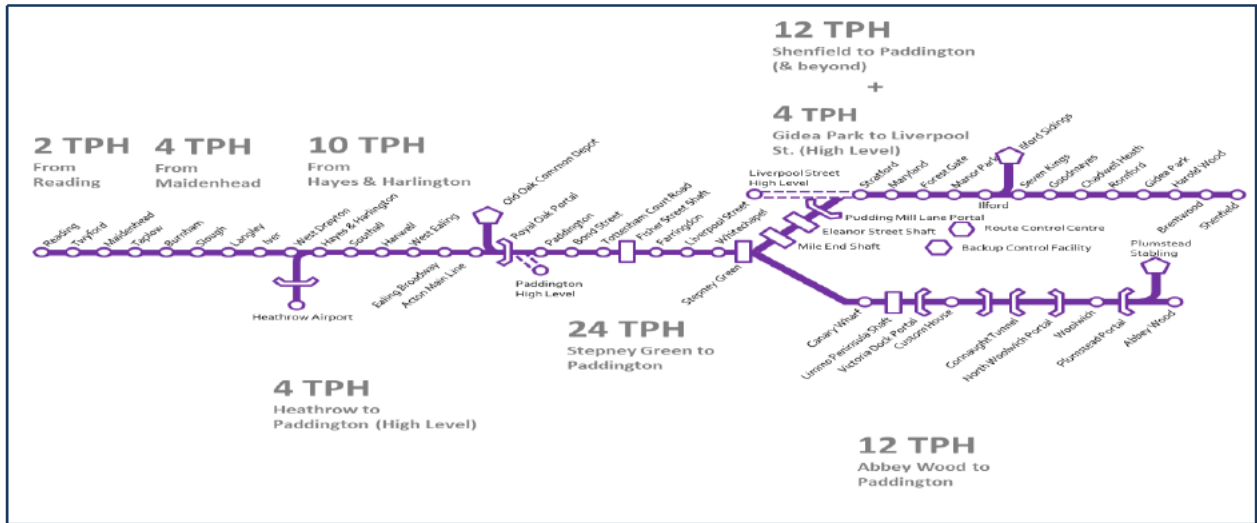 12 TPH
Shenfield to Paddington
(& beyond)
+
4 TPH
Gidea Park to Liverpool
St. (High Level)
2 TPH
From
Reading
4 TPH
From
Maidenhead
10 TPH
From
Hayes & Harlington
Reading
Twyford
Maidenhead
Taplow
Burnham
Slough
Langley
Iver
West Drayton
Hayes & Harlington
Southall
Hanwell
West Ealing
Ealing Broadway
Acton Main Line
Old Oak Common Depot
Royal Oak Portal
Paddington
Bond Street
Tottenham Court Road
Fisher Street Shaft
Farringdon
Liverpool Street
Whitechapel
Stepney Green
Liverpool Street
High Level
Stratford
Maryland
Forest Gate
Manor Park
Ilford
Ilford Sidings
Seven Kings
Goodmayes
Chadwell Heath
Romford
Gidea Park
Harold Wood
Brentwood
Shenfield
Pudding Mill Lane Portal
Eleanor Street Shaft
Mile End Shaft
Route Control Centre
Backup Control Facility
Plumstead
Stabling
Heathrow Airport
Paddington
High Level
Canary Wharf
Limmo Peninsula Shaft
Victoria Dock Portal
Custom House
Connaught Tunnel
North Woolwich Portal
Woolwich
Plumstead Portal
Abbey Wood
24 TPH
Stepney Green to
Paddington
4 TPH
Heathrow to
Paddington (High Level)
12 TPH
Abbey Wood to
Paddington